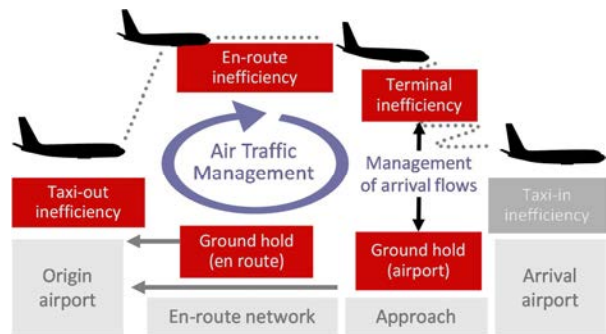 En-route
inefficiency
Terminal
inefficiency
Air Traffic
Management
Management
of arrival flows
Taxi-out
inefficiency
Taxi-in
inefficiency
Ground hold
(en route)
Ground hold
(airport)
Origin
airport
Arrival
airport
En-route network
Approach